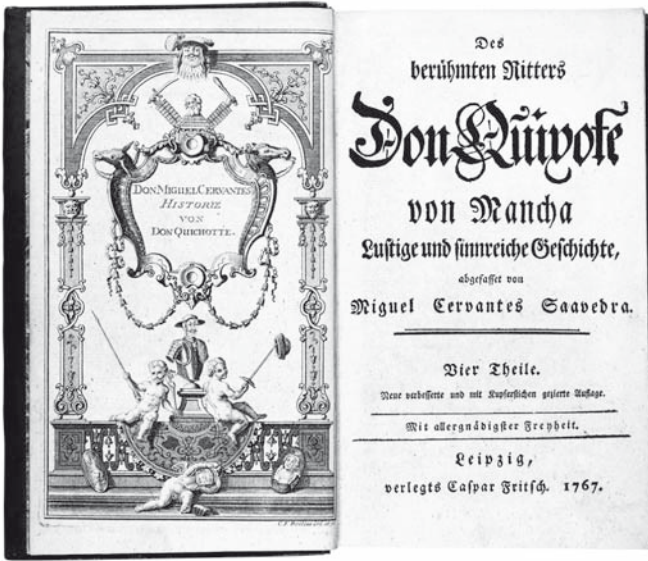 DON MIGUEL CERVANTES
HISTORIE
VON
DON QUICHOTTE.
Des
berühmten Ritters
Don Quixote
von Mancha
Lustige und sinnreiche Geschichte,
abgefasset von
Miguel Cervantes Saavedra.
Vier Theile.
Neue verbesserte und mit Kupferstichen gezierte Auflage.
Mit allergnädigster Freyheit.
Leipzig,
verlegts Caspar Fritsch. 1767.